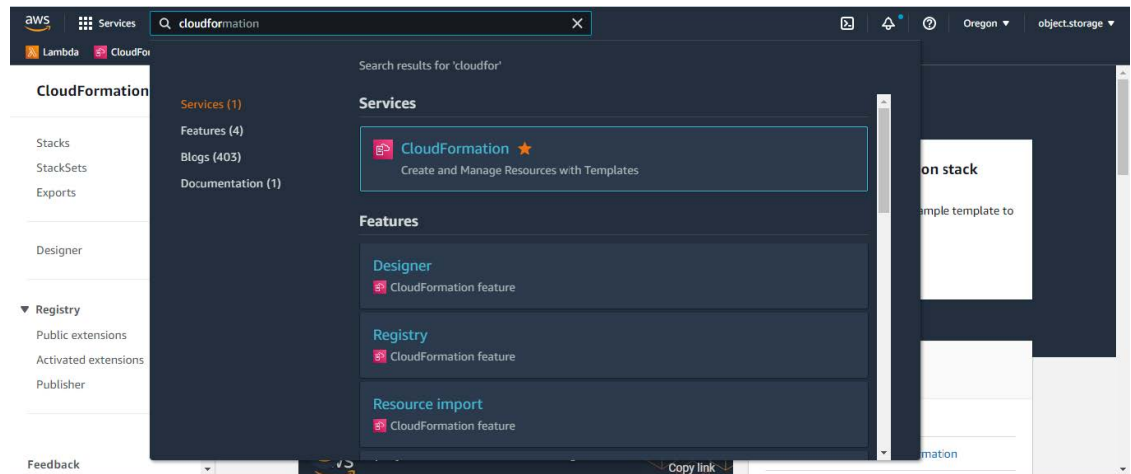 aws
Services
cloudformation
Oregon
object.storage
Lambda
CloudFor
CloudFormation
Stacks
StackSets
Exports
Designer
Registry
Public extensions
Activated extensions
Publisher
Feedback
Search results for 'cloudfor'
Services (1)
Features (4)
Blogs (403)
Documentation (1)
Services
CloudFormation
Create and Manage Resources with Templates
Features
Designer
CloudFormation feature
Registry
CloudFormation feature
Resource import
CloudFormation feature
on stack
ample template to
mation
Copy link